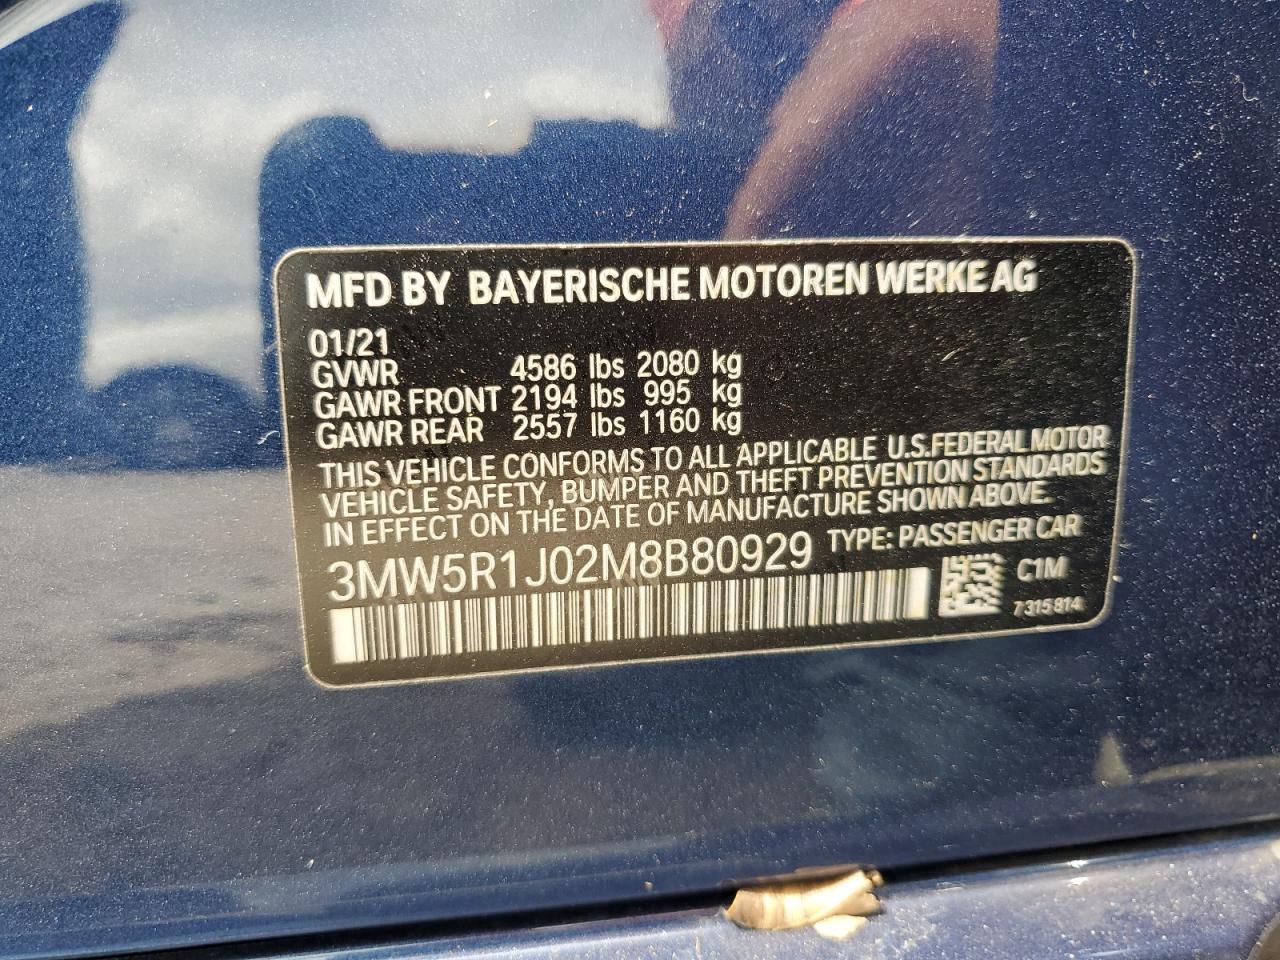 MFD BY BAYERISCHE MOTOREN WERKE AG
01/21
GVWR 4586 lbs 2080 kg
GAWR FRONT 2194 lbs 995 kg
GAWR REAR 2557 lbs 1160 kg
THIS VEHICLE CONFORMS TO ALL APPLICABLE U.S.FEDERAL MOTOR
VEHICLE SAFETY, BUMPER AND THEFT PREVENTION STANDARDS
IN EFFECT ON THE DATE OF MANUFACTURE SHOWN ABOVE.
3MW5R1J02M8B80929 TYPE: PASSENGER CAR
C1M
7 315 814